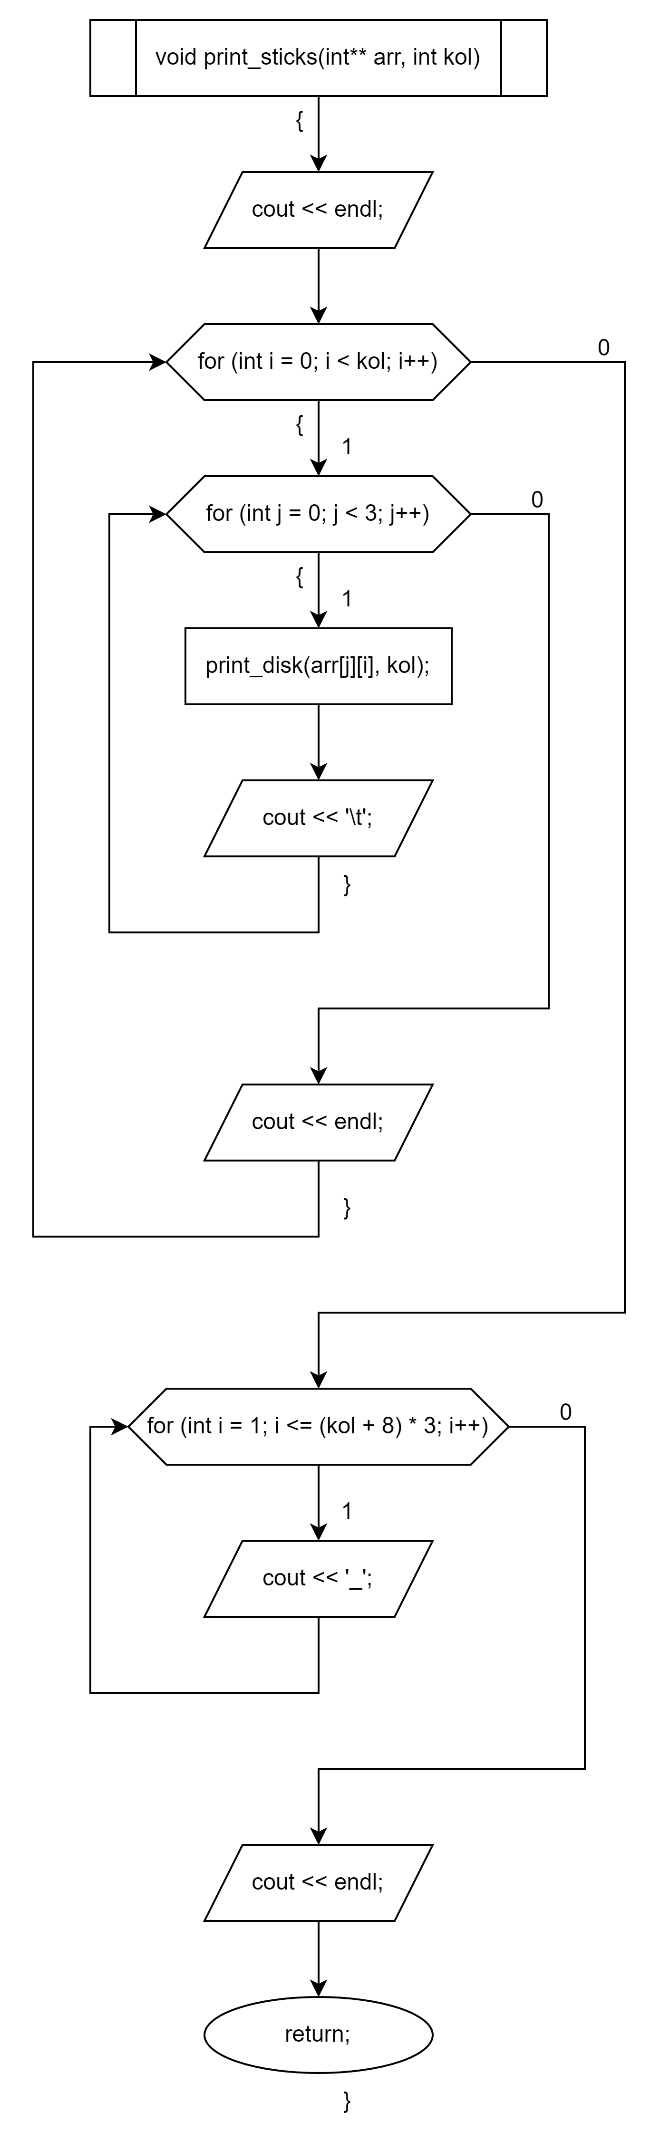 void print_sticks(int** arr, int kol)
{
cout << endl;
0
for (int i = 0; i < kol; i++)
{
1
0
for (int j = 0; j < 3; j++)
{
1
print_disk(arr[j][i], kol);
cout << '\t';
}
cout << endl;
}
0
for (int i = 1; i <= (kol + 8) * 3; i++)
1
cout << '_';
cout << endl;
return;
}